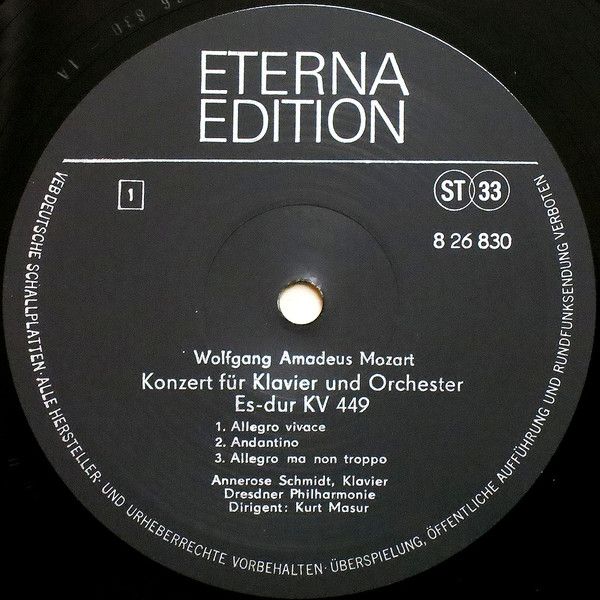 ETERNA
EDITION
1
ST 33
8 26 830
Wolfgang Amadeus Mozart
Konzert für Klavier und Orchester
Es-dur KV 449
1. Allegro vivace
2. Andantino
3. Allegro ma non troppo
Annerose Schmidt, Klavier
Dresdner Philharmonie
Dirigent: Kurt Masur
VEB DEUTSCHE SCHALLPLATTEN · ALLE HERSTELLER- UND URHEBERRECHTE VORBEHALTEN · ÜBERSPIELUNG, ÖFFENTLICHE AUFFÜHRUNG UND RUNDFUNKSENDUNG VERBOTEN